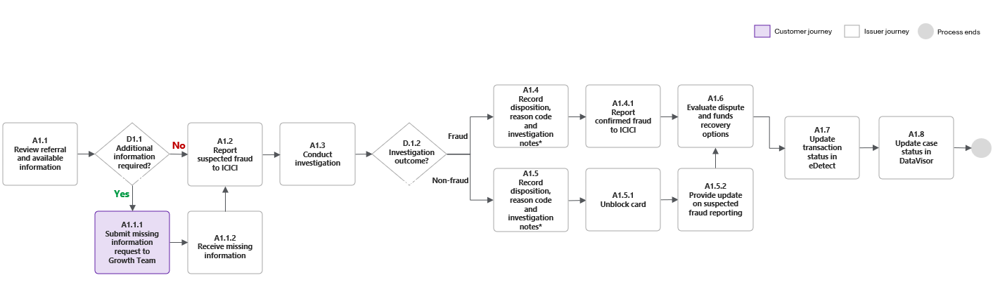 Customer journey
Issuer journey
Process ends
A1.1
Review referral
and available
information
D1.1
Additional
information
required?
No
Yes
A1.1.1
Submit missing
information
request to
Growth Team
A1.1.2
Receive missing
information
A1.2
Report
suspected fraud
to ICICI
A1.3
Conduct
investigation
D.1.2
Investigation
outcome?
Fraud
Non-fraud
A1.4
Record
disposition,
reason code
and
investigation
notes*
A1.4.1
Report
confirmed fraud
to ICICI
A1.5
Record
disposition,
reason code
and
investigation
notes*
A1.5.1
Unblock card
A1.5.2
Provide update
on suspected
fraud reporting
A1.6
Evaluate dispute
and funds
recovery
options
A1.7
Update
transaction
status in
eDetect
A1.8
Update case
status in
DataVisor